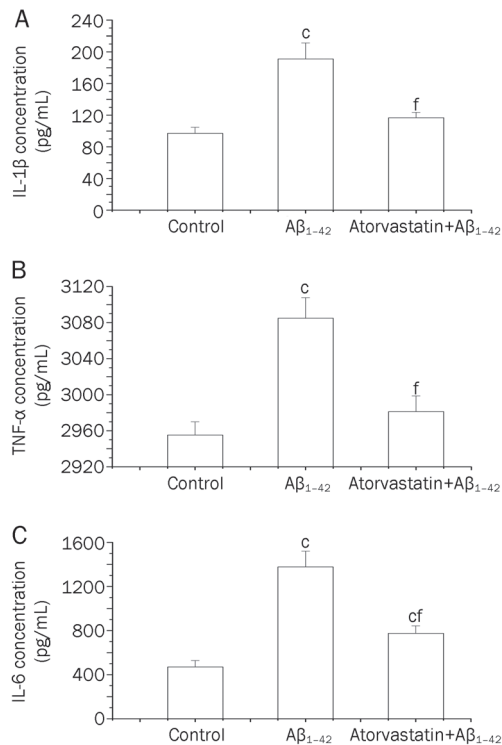 A
IL-1β concentration
(pg/mL)
240
200
160
120
80
40
0
c
f
Control
Aβ₁₋₄₂
Atorvastatin+Aβ₁₋₄₂
B
TNF-α concentration
(pg/mL)
3120
3080
3040
3000
2960
2920
c
f
Control
Aβ₁₋₄₂
Atorvastatin+Aβ₁₋₄₂
C
IL-6 concentration
(pg/mL)
1600
1200
800
400
0
c
cf
Control
Aβ₁₋₄₂
Atorvastatin+Aβ₁₋₄₂